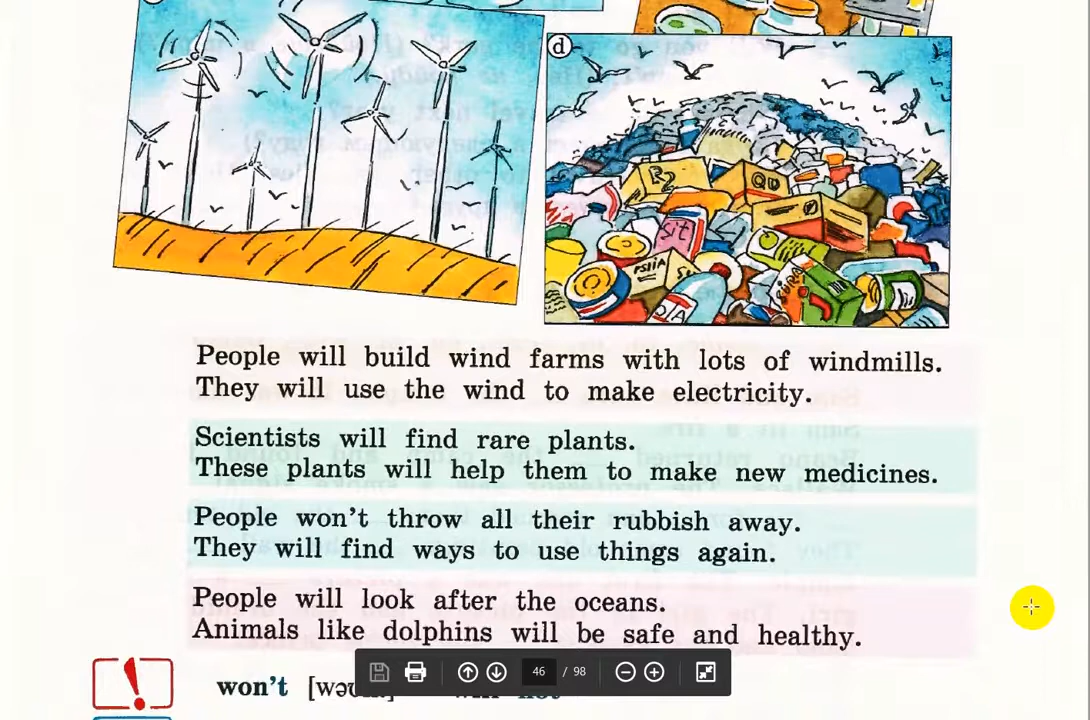 d
R2
QD
Sit
People will build wind farms with lots of windmills.
They will use the wind to make electricity.
Scientists will find rare plants.
These plants will help them to make new medicines.
People won't throw all their rubbish away.
They will find ways to use things again.
People will look after the oceans.
Animals like dolphins will be safe and healthy.
won't
46 / 98